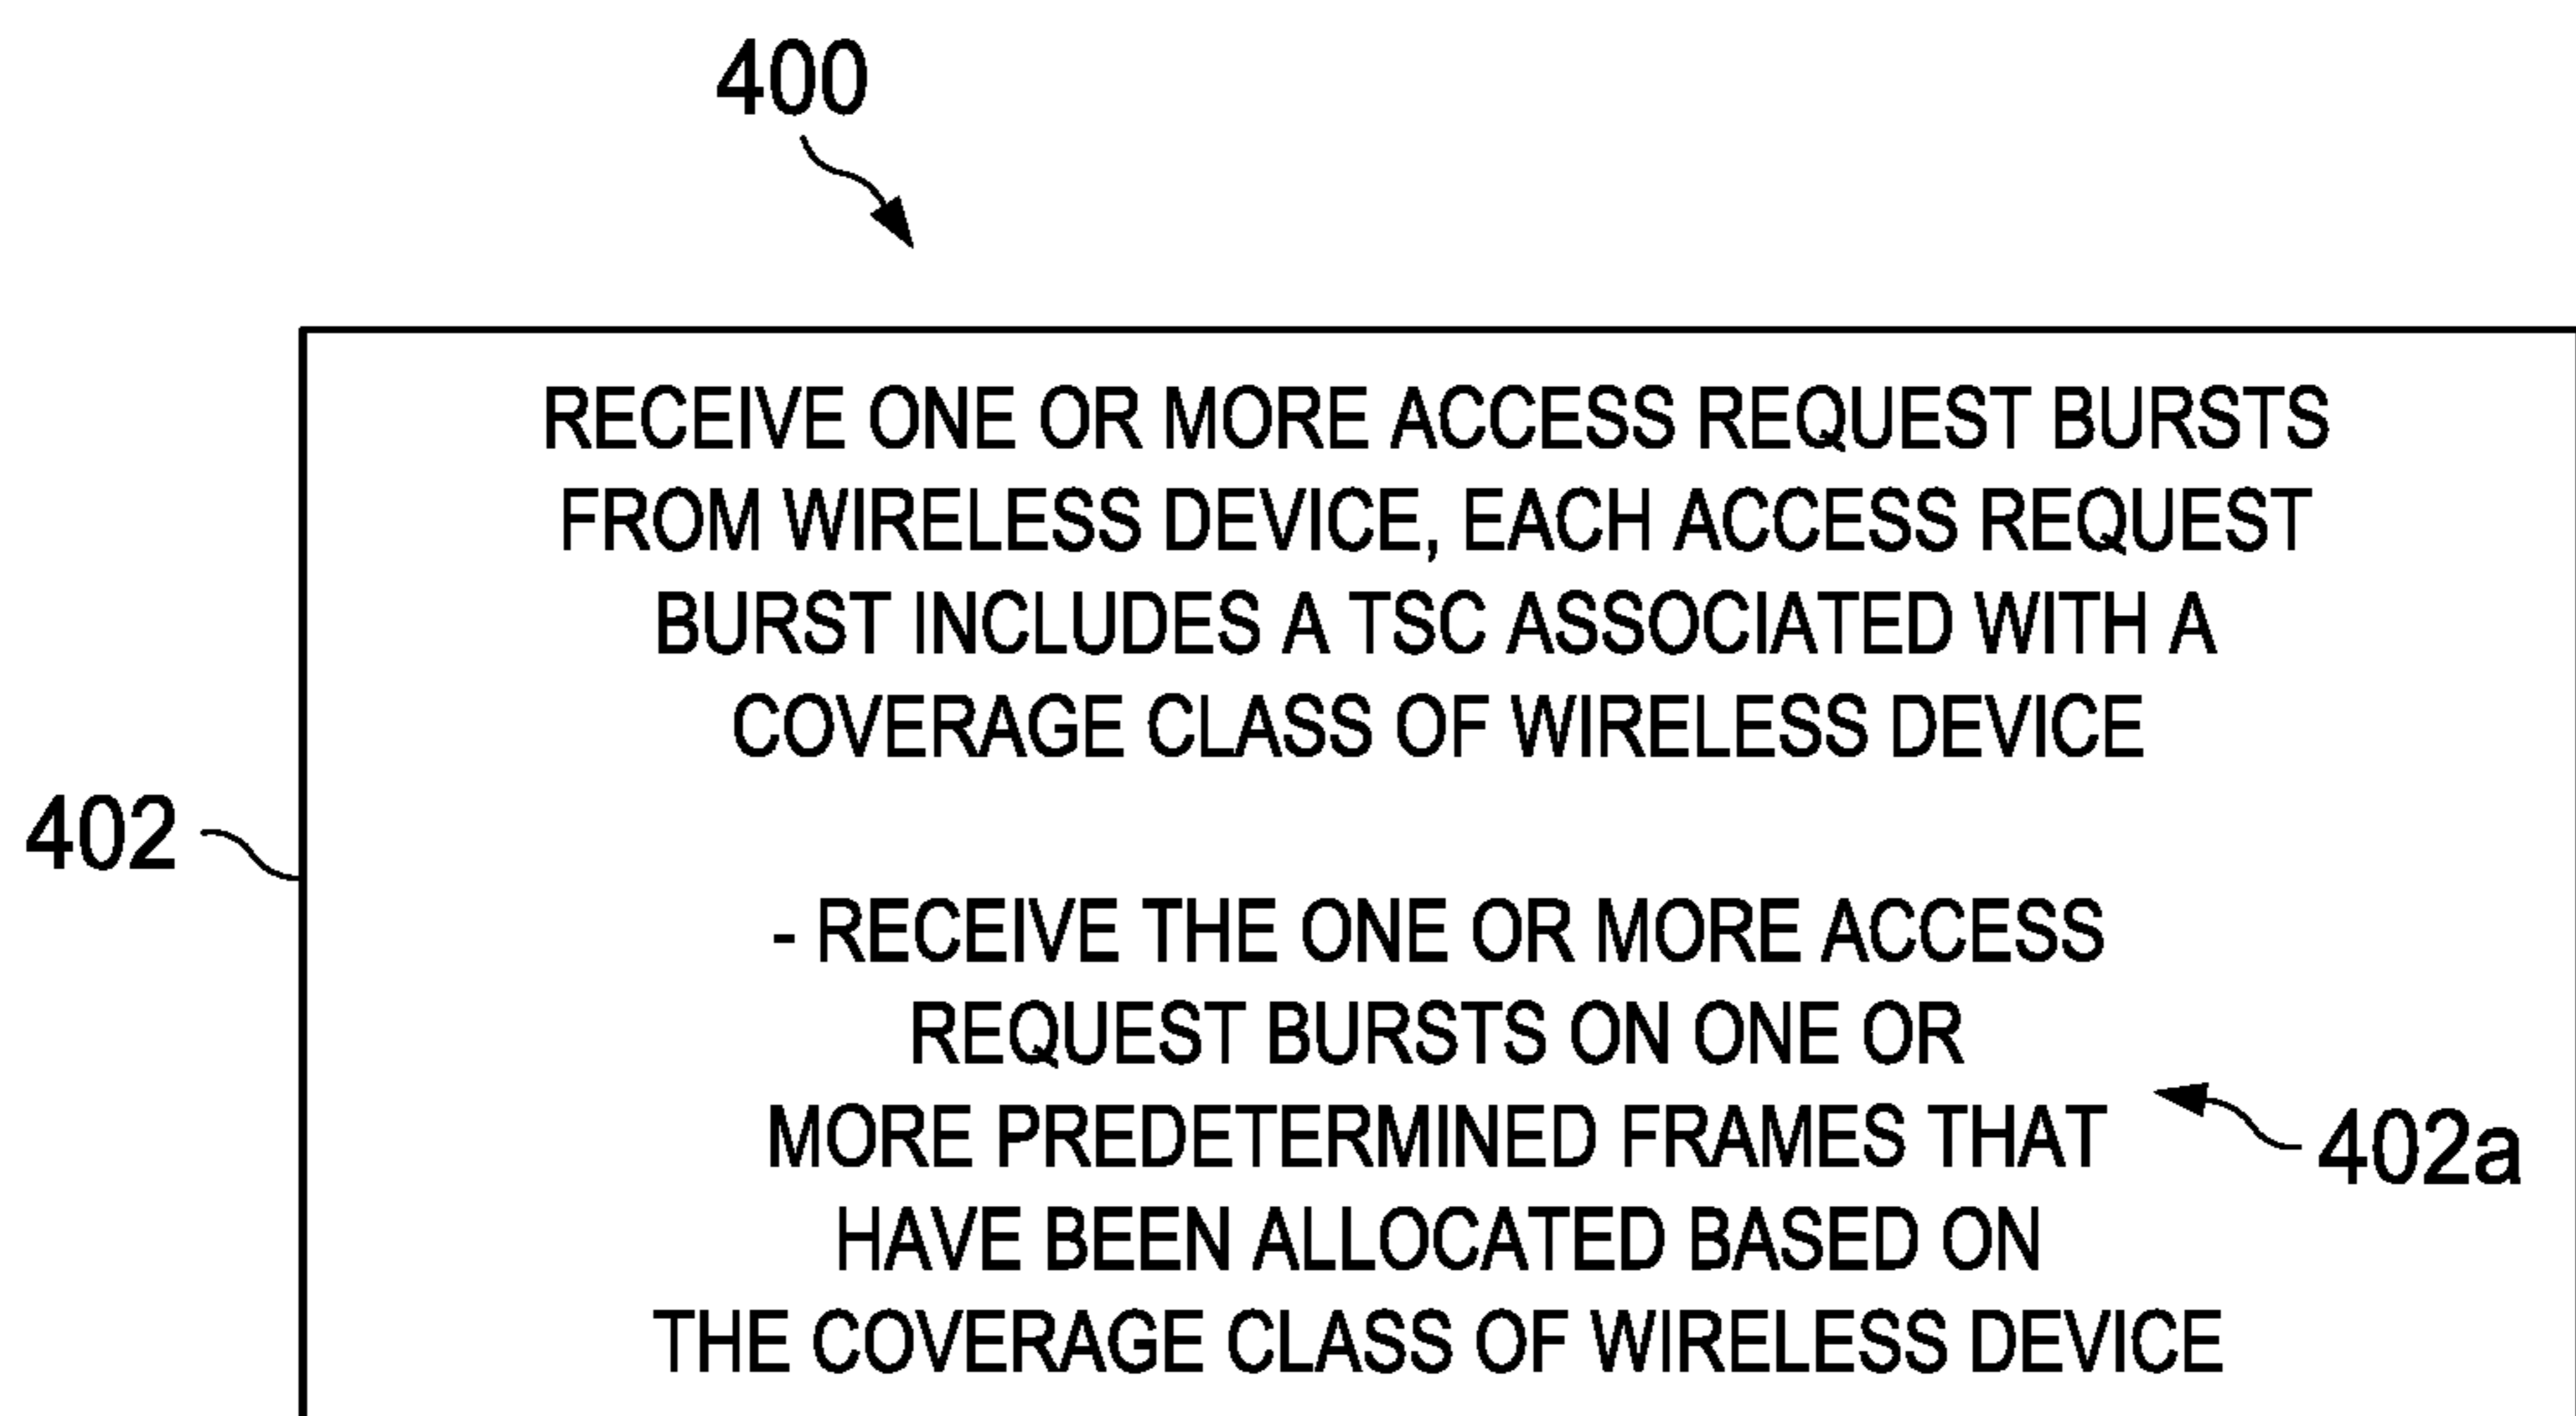 400
RECEIVE ONE OR MORE ACCESS REQUEST BURSTS
FROM WIRELESS DEVICE, EACH ACCESS REQUEST
BURST INCLUDES A TSC ASSOCIATED WITH A
COVERAGE CLASS OF WIRELESS DEVICE
402
- RECEIVE THE ONE OR MORE ACCESS
REQUEST BURSTS ON ONE OR
MORE PREDETERMINED FRAMES THAT
402a
HAVE BEEN ALLOCATED BASED ON
THE COVERAGE CLASS OF WIRELESS DEVICE